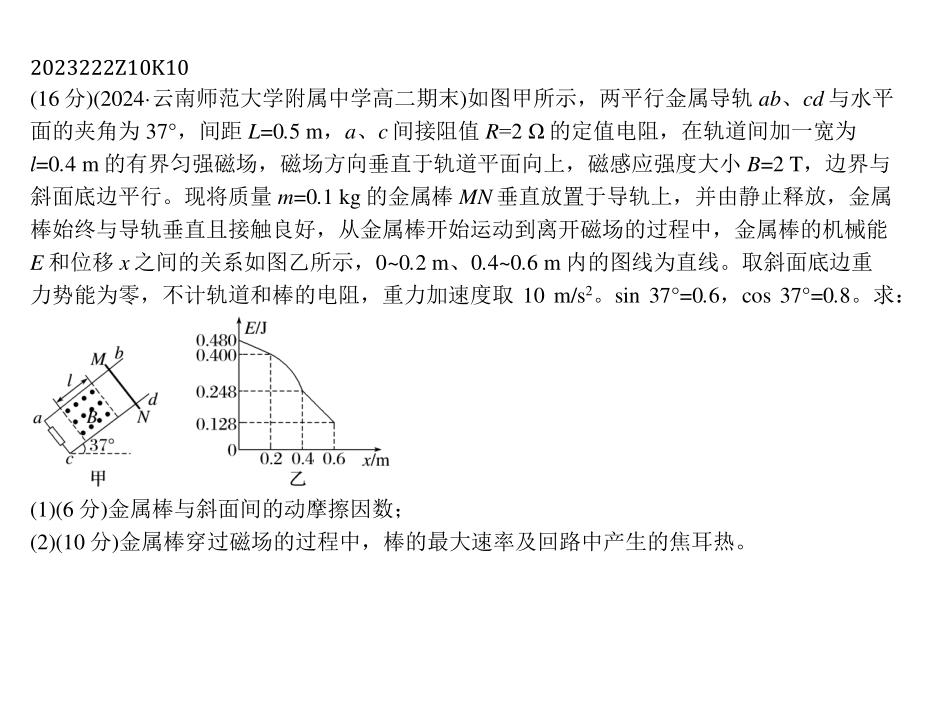 2023222Z10K10
(16 分)(2024·云南师范大学附属中学高二期末)如图甲所示，两平行金属导轨 ab、cd 与水平
面的夹角为 37°，间距 L=0.5 m，a、c 间接阻值 R=2 Ω 的定值电阻，在轨道间加一宽为
l=0.4 m 的有界匀强磁场，磁场方向垂直于轨道平面向上，磁感应强度大小 B=2 T，边界与
斜面底边平行。现将质量 m=0.1 kg 的金属棒 MN 垂直放置于导轨上，并由静止释放，金属
棒始终与导轨垂直且接触良好，从金属棒开始运动到离开磁场的过程中，金属棒的机械能
E 和位移 x 之间的关系如图乙所示，0~0.2 m、0.4~0.6 m 内的图线为直线。取斜面底边重
力势能为零，不计轨道和棒的电阻，重力加速度取 10 m/s²。sin 37°=0.6，cos 37°=0.8。求：
M b
l
d
a
B
N
37°
c
甲
E/J
0.480
0.400
0.248
0.128
0
0.2 0.4 0.6 x/m
乙
(1)(6 分)金属棒与斜面间的动摩擦因数；
(2)(10 分)金属棒穿过磁场的过程中，棒的最大速率及回路中产生的焦耳热。